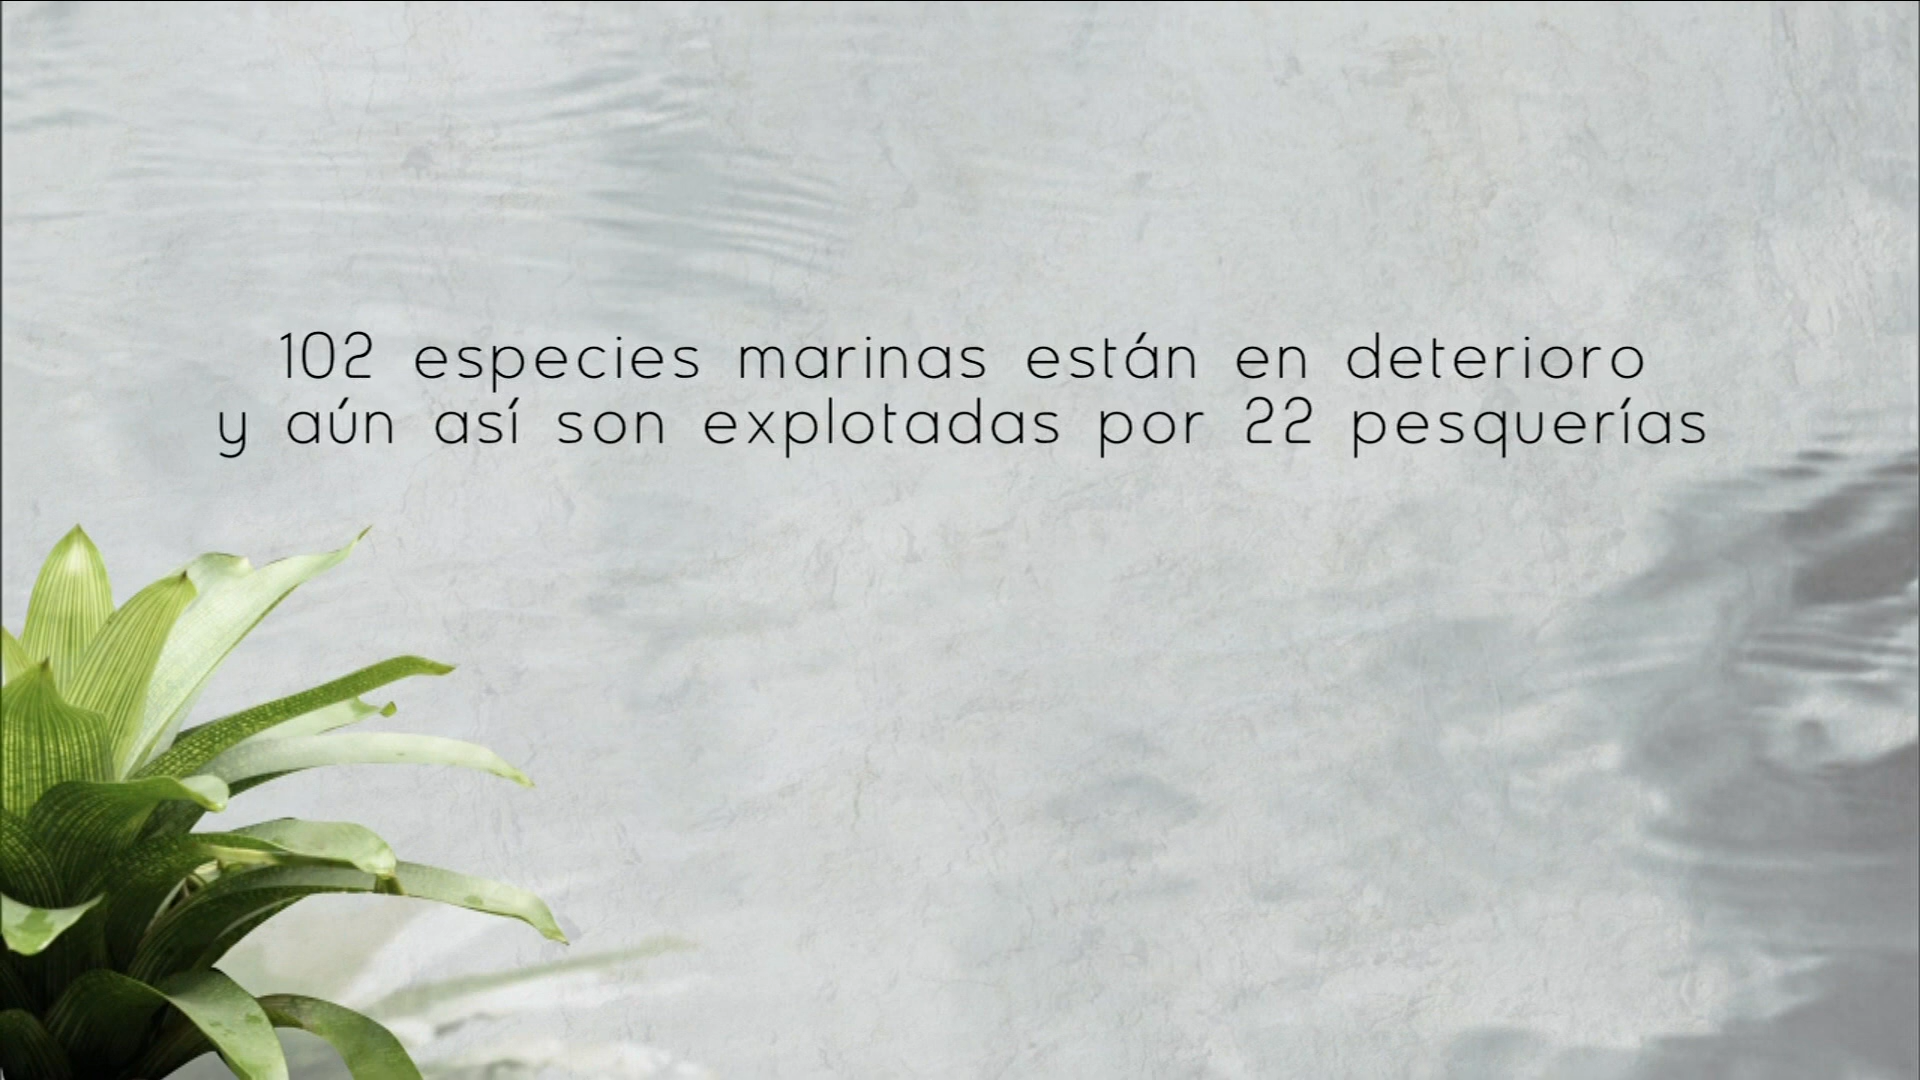 102 especies marinas están en deterioro
y aún así son explotadas por 22 pesquerías